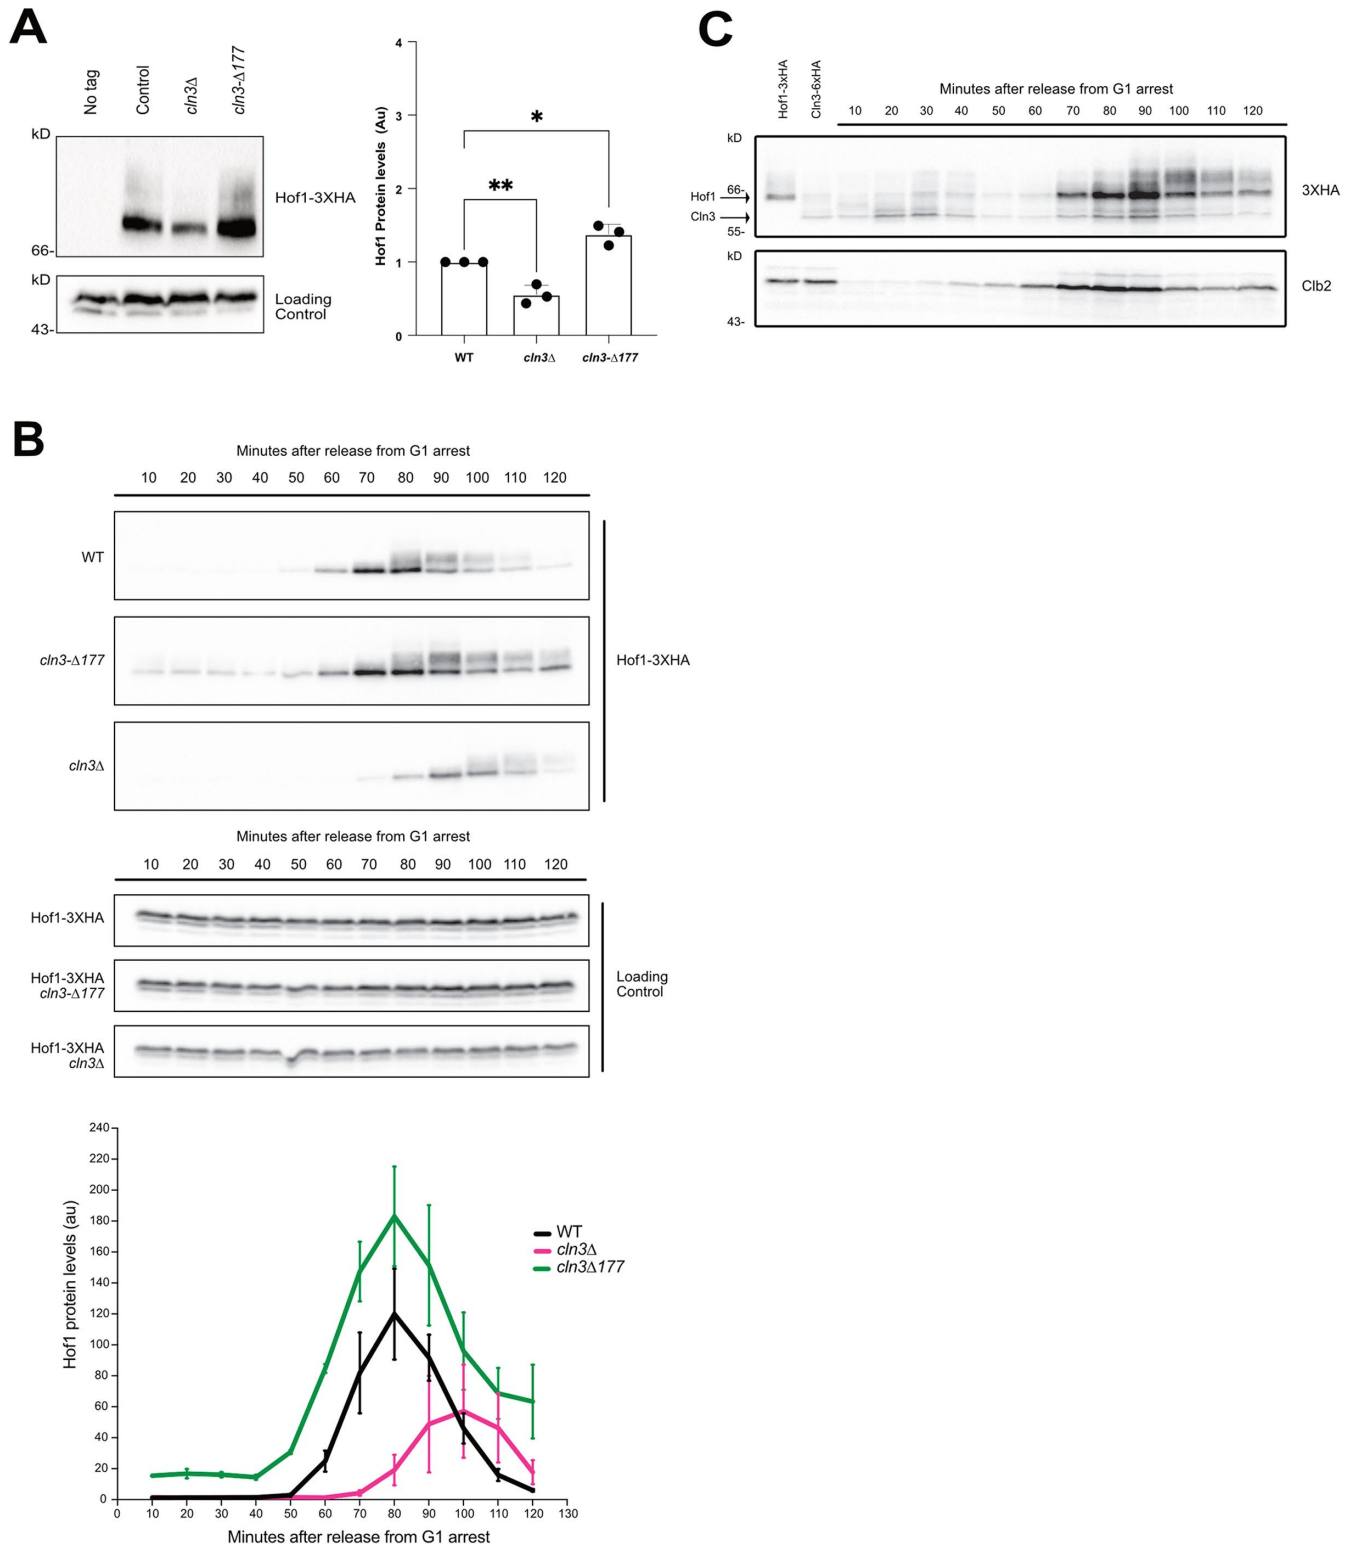 A
No tag
Control
cln3Δ
cln3-Δ177
kD
Hof1-3XHA
66-
kD
Loading
Control
43-
Hof1 Protein levels (Au)
4
3
2
1
0
*
**
WT
cln3Δ
cln3-Δ177
C
Hof1-3xHA
Cln3-6xHA
Minutes after release from G1 arrest
10 20 30 40 50 60 70 80 90 100 110 120
kD
66-
Hof1
Cln3
55-
3XHA
kD
Clb2
43-
B
Minutes after release from G1 arrest
10 20 30 40 50 60 70 80 90 100 110 120
WT
cln3-Δ177
Hof1-3XHA
cln3Δ
Minutes after release from G1 arrest
10 20 30 40 50 60 70 80 90 100 110 120
Hof1-3XHA
Hof1-3XHA
cln3-Δ177
Loading
Control
Hof1-3XHA
cln3Δ
Hof1 protein levels (au)
240
220
200
180
160
140
120
100
80
60
40
20
0
WT
cln3Δ
cln3Δ177
0 10 20 30 40 50 60 70 80 90 100 110 120 130
Minutes after release from G1 arrest